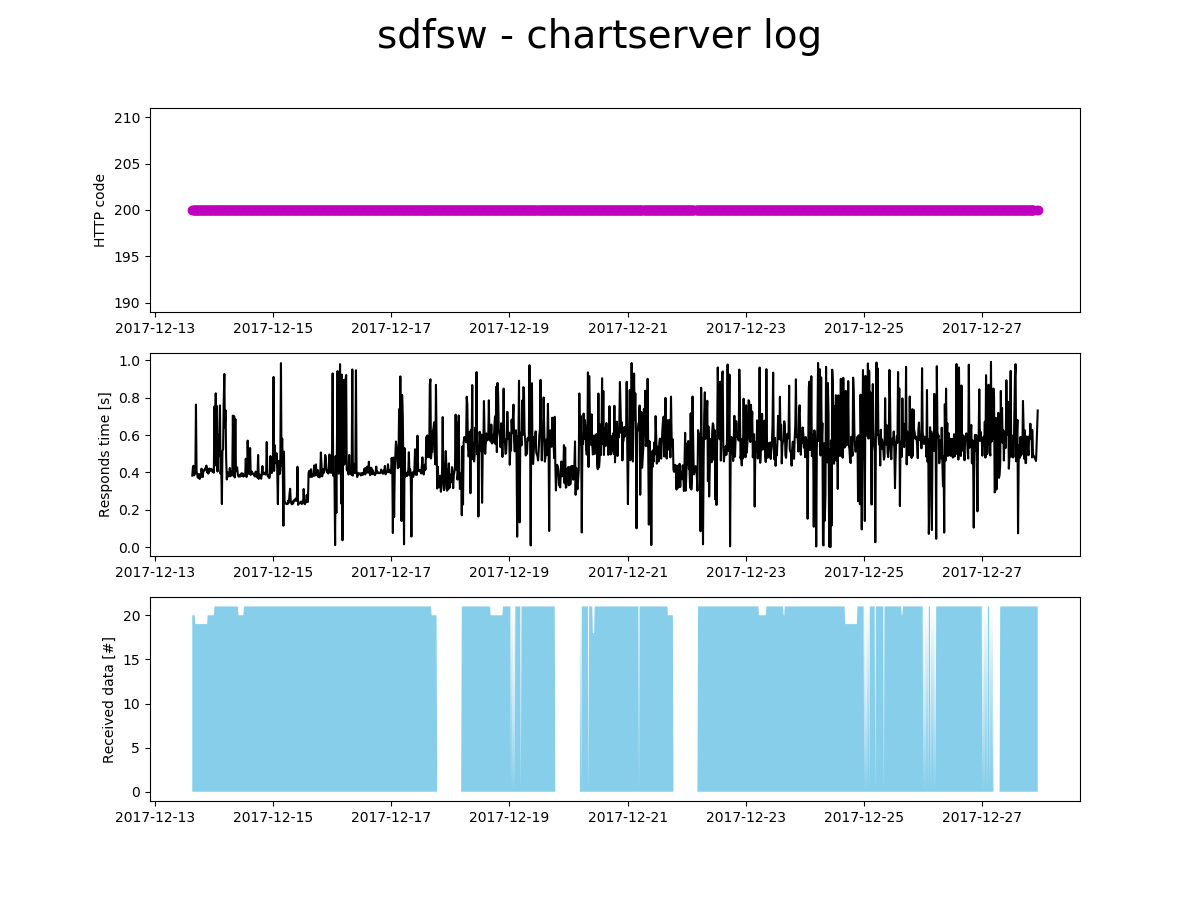 sdfsw - chartserver log
210
205
200
195
190
HTTP code
2017-12-13 2017-12-15 2017-12-17 2017-12-19 2017-12-21 2017-12-23 2017-12-25 2017-12-27
1.0
0.8
0.6
0.4
0.2
0.0
Responds time [s]
2017-12-13 2017-12-15 2017-12-17 2017-12-19 2017-12-21 2017-12-23 2017-12-25 2017-12-27
20
15
10
5
0
Received data [#]
2017-12-13 2017-12-15 2017-12-17 2017-12-19 2017-12-21 2017-12-23 2017-12-25 2017-12-27